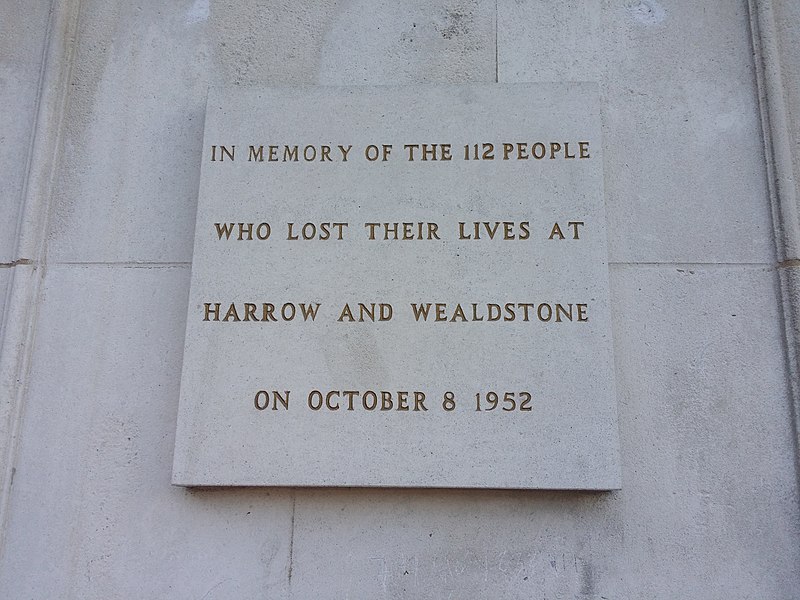 IN MEMORY OF THE 112 PEOPLE
WHO LOST THEIR LIVES AT
HARROW AND WEALDSTONE
ON OCTOBER 8 1952